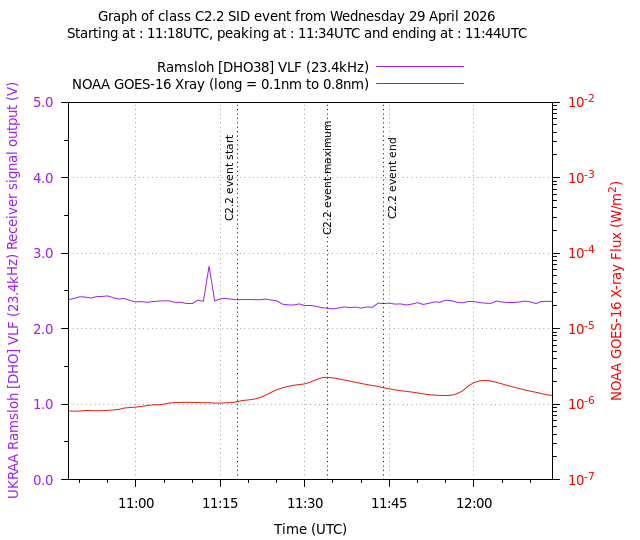 Graph of class C2.2 SID event from Wednesday 29 April 2026
Starting at : 11:18UTC, peaking at : 11:34UTC and ending at : 11:44UTC
Ramsloh [DHO38] VLF (23.4kHz)
NOAA GOES-16 Xray (long = 0.1nm to 0.8nm)
UKRAA Ramsloh [DHO] VLF (23.4kHz) Receiver signal output (V)
5.0
4.0
3.0
2.0
1.0
0.0
C2.2 event start
C2.2 event maximum
C2.2 event end
10⁻²
10⁻³
10⁻⁴
10⁻⁵
10⁻⁶
10⁻⁷
NOAA GOES-16 X-ray Flux (W/m²)
11:00 11:15 11:30 11:45 12:00
Time (UTC)